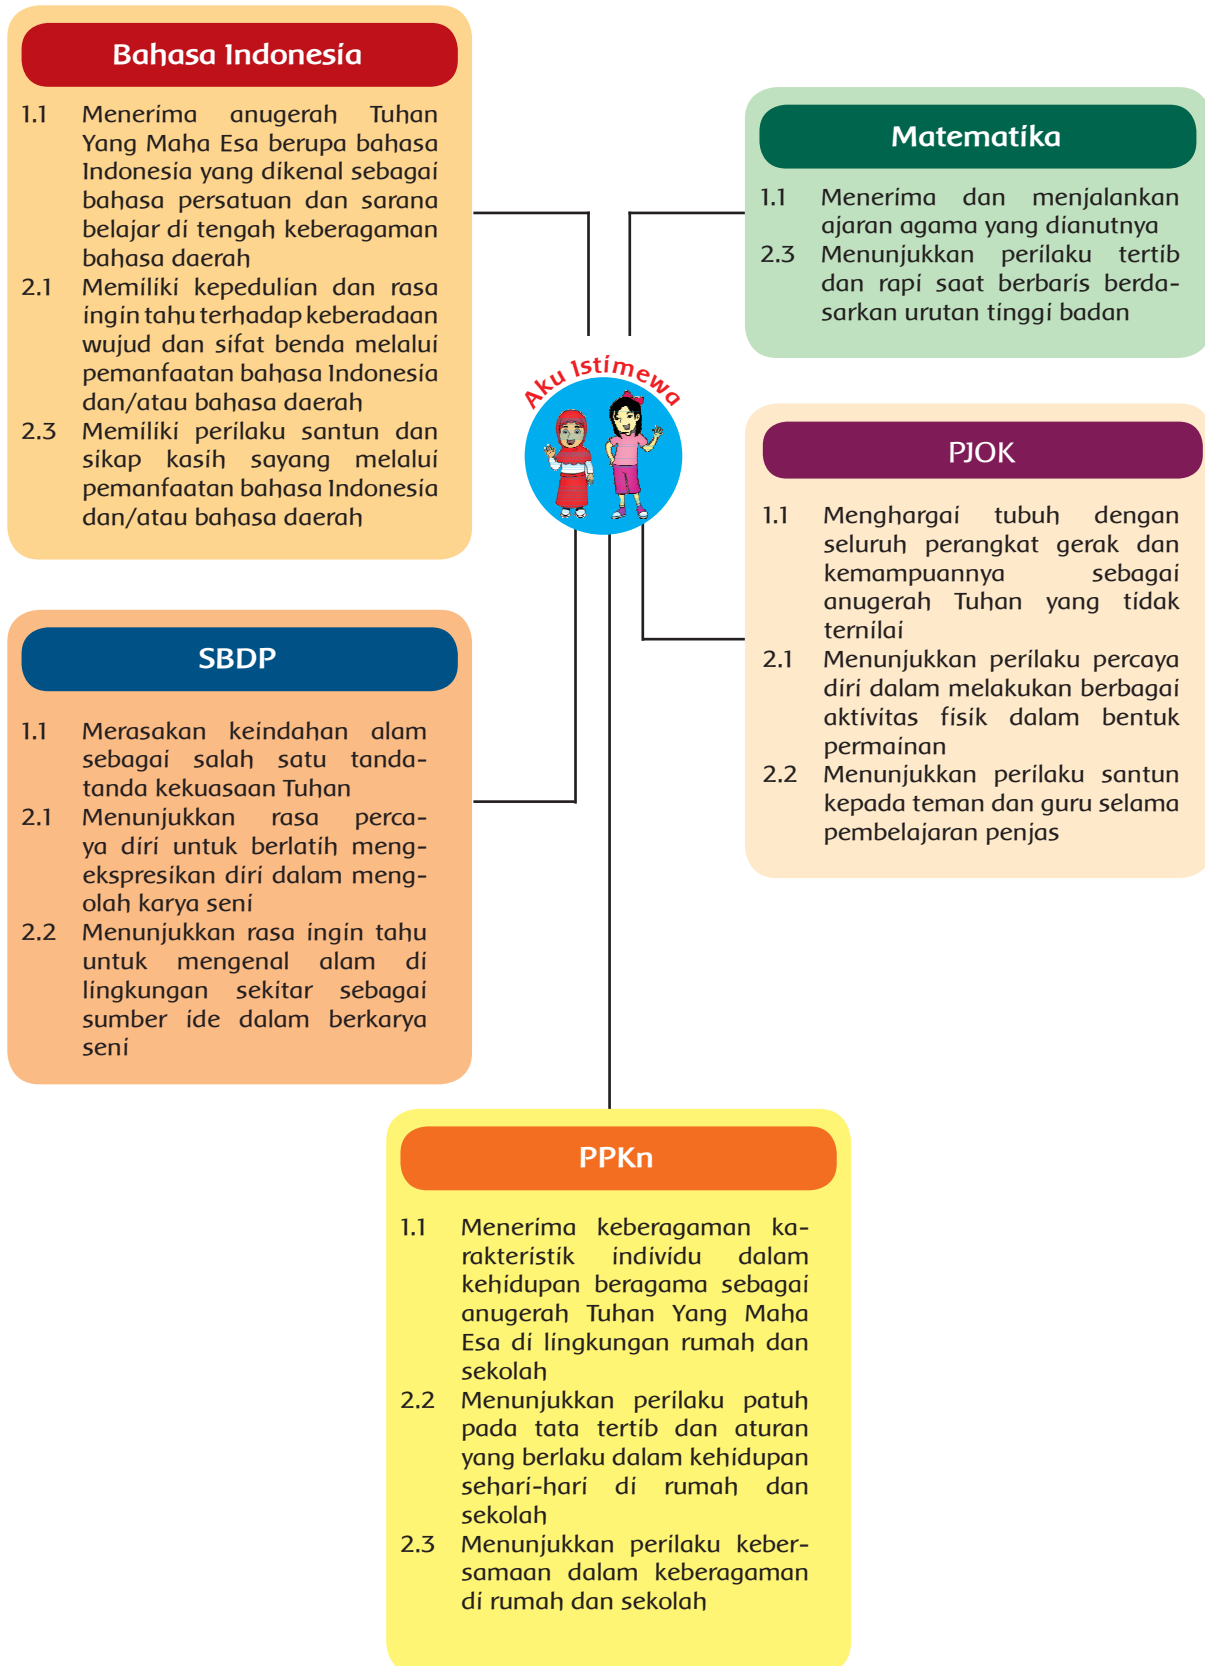 Bahasa Indonesia
1.1 Menerima anugerah Tuhan
Yang Maha Esa berupa bahasa
Indonesia yang dikenal sebagai
bahasa persatuan dan sarana
belajar di tengah keberagaman
bahasa daerah
2.1 Memiliki kepedulian dan rasa
ingin tahu terhadap keberadaan
wujud dan sifat benda melalui
pemanfaatan bahasa Indonesia
dan/atau bahasa daerah
2.3 Memiliki perilaku santun dan
sikap kasih sayang melalui
pemanfaatan bahasa Indonesia
dan/atau bahasa daerah
Matematika
1.1 Menerima dan menjalankan
ajaran agama yang dianutnya
2.3 Menunjukkan perilaku tertib
dan rapi saat berbaris berda-
sarkan urutan tinggi badan
Aku Istimewa
PJOK
1.1 Menghargai tubuh dengan
seluruh perangkat gerak dan
kemampuannya sebagai
anugerah Tuhan yang tidak
ternilai
2.1 Menunjukkan perilaku percaya
diri dalam melakukan berbagai
aktivitas fisik dalam bentuk
permainan
2.2 Menunjukkan perilaku santun
kepada teman dan guru selama
pembelajaran penjas
SBDP
1.1 Merasakan keindahan alam
sebagai salah satu tanda-
tanda kekuasaan Tuhan
2.1 Menunjukkan rasa perca-
ya diri untuk berlatih meng-
ekspresikan diri dalam meng-
olah karya seni
2.2 Menunjukkan rasa ingin tahu
untuk mengenal alam di
lingkungan sekitar sebagai
sumber ide dalam berkarya
seni
PPKn
1.1 Menerima keberagaman ka-
rakteristik individu dalam
kehidupan beragama sebagai
anugerah Tuhan Yang Maha
Esa di lingkungan rumah dan
sekolah
2.2 Menunjukkan perilaku patuh
pada tata tertib dan aturan
yang berlaku dalam kehidupan
sehari-hari di rumah dan
sekolah
2.3 Menunjukkan perilaku keber-
samaan dalam keberagaman
di rumah dan sekolah